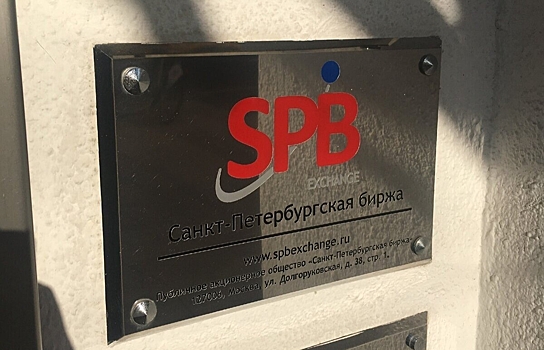 SPB
EXCHANGE
Санкт-Петербургская биржа
www.spbexchange.ru
Публичное акционерное общество «Санкт-Петербургская биржа»
127006, Москва, ул. Долгоруковская, д. 38, стр. 1.